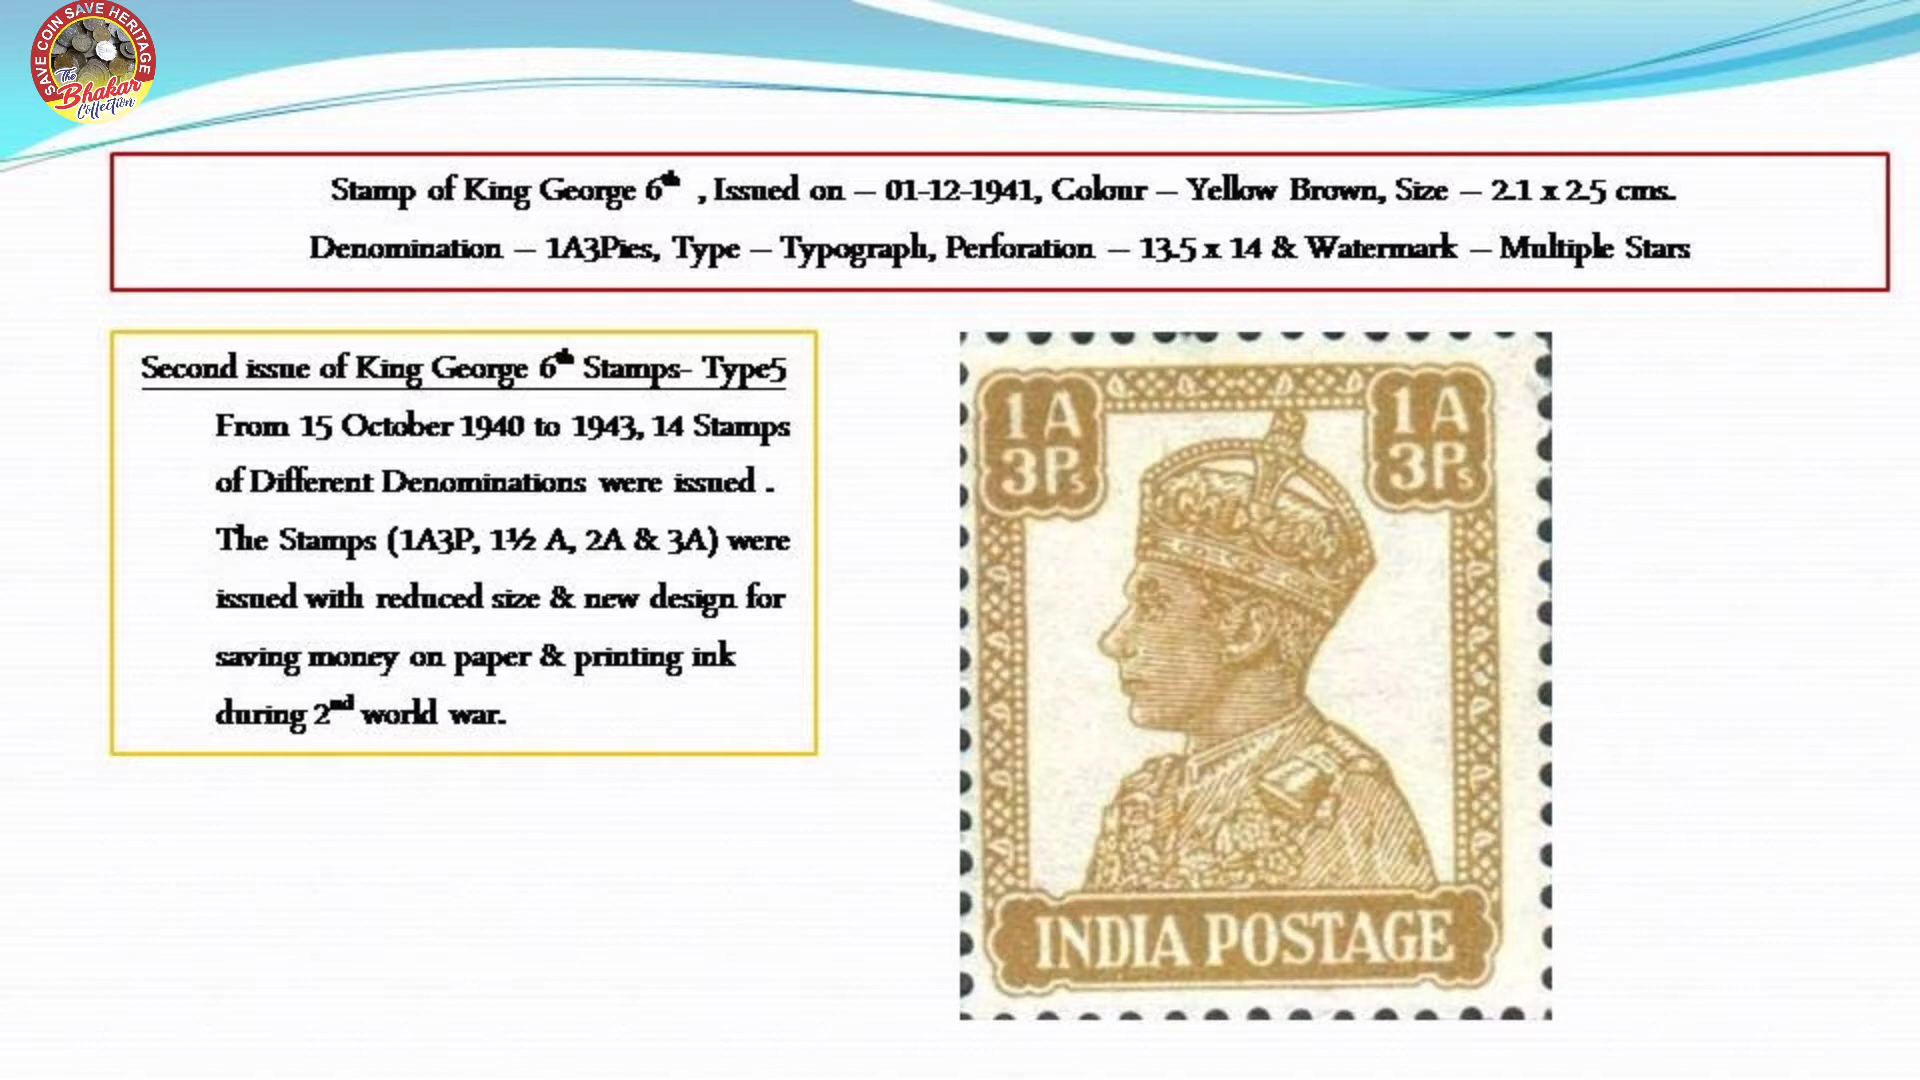 SAVE COIN SAVE HERITAGE
The
Bhakar
Collection
Stamp of King George 6th , Issued on – 01-12-1941, Colour – Yellow Brown, Size – 2.1 x 2.5 cms.
Denomination – 1A3Pies, Type – Typograph, Perforation – 13.5 x 14 & Watermark – Multiple Stars
Second issue of King George 6th Stamps- Type5
From 15 October 1940 to 1943, 14 Stamps
of Different Denominations were issued .
The Stamps (1A3P, 1½ A, 2A & 3A) were
issued with reduced size & new design for
saving money on paper & printing ink
during 2nd world war.
1 A 1 A
3Ps 3Ps
INDIA POSTAGE